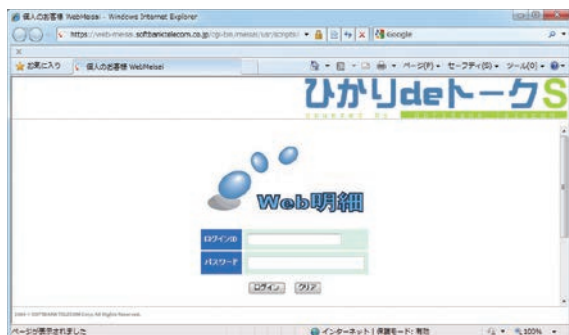 個人のお客様 WebMeisei - Windows Internet Explorer
https://web-meisai.softbanktelecom.co.jp/cgi-bin/meisai/usr/scripts/
Google
お気に入り 個人のお客様 WebMeisei ページ(P) セーフティ(S) ツール(O)
ひかりdeトークS
Web明細
ログインID
パスワード
ログイン クリア
ページが表示されました インターネット | 保護モード: 有効 100%